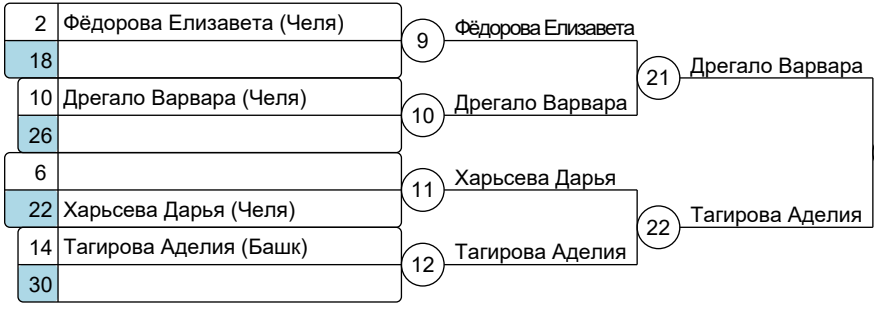 2 Фёдорова Елизавета (Челя)
18
10 Дрегало Варвара (Челя)
26
6
22 Харьсева Дарья (Челя)
14 Тагирова Аделия (Башк)
30
9 Фёдорова Елизавета
10 Дрегало Варвара
11 Харьсева Дарья
12 Тагирова Аделия
21 Дрегало Варвара
22 Тагирова Аделия